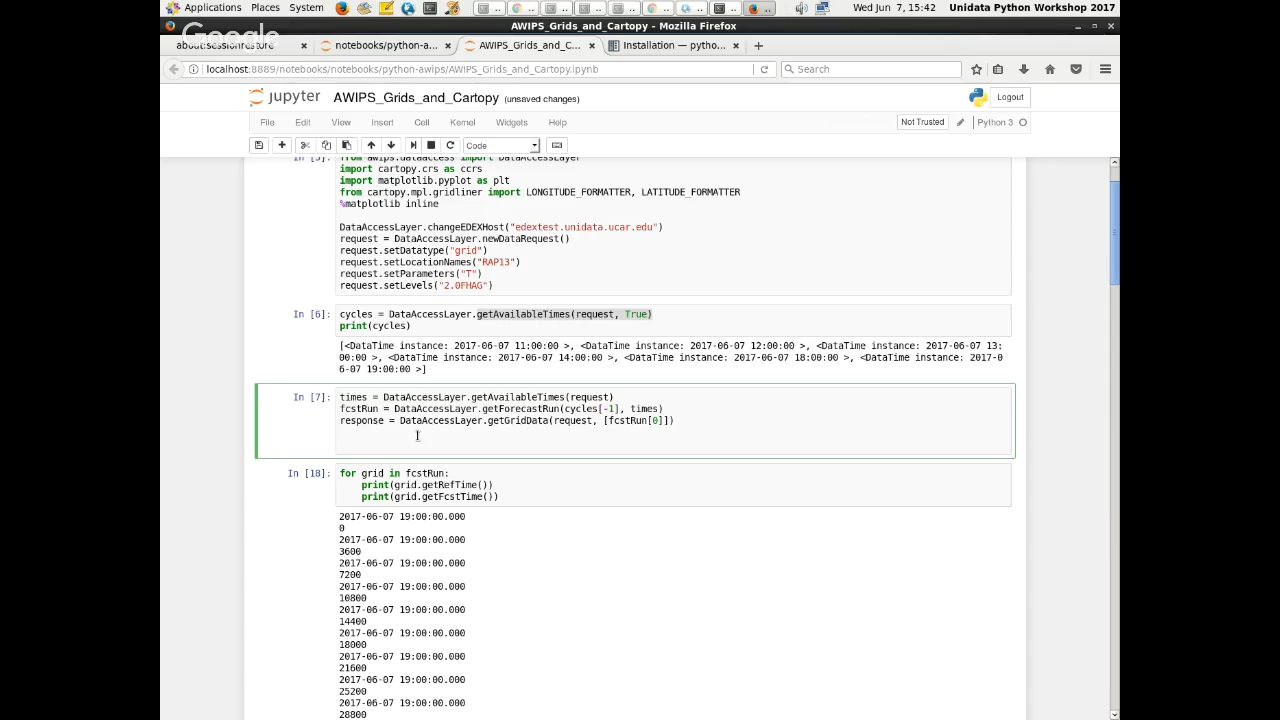 Applications Places System Wed Jun 7, 15:42 Unidata Python Workshop 2017
Google
AWIPS_Grids_and_Cartopy - Mozilla Firefox
about:sessionrestore notebooks/python-a... AWIPS_Grids_and_C... Installation — pytho...
localhost:8889/notebooks/notebooks/python-awips/AWIPS_Grids_and_Cartopy.ipynb Search
jupyter AWIPS_Grids_and_Cartopy (unsaved changes) Logout
File Edit View Insert Cell Kernel Widgets Help Not Trusted Python 3
Code
In [5]: from awips.dataaccess import DataAccessLayer
import cartopy.crs as ccrs
import matplotlib.pyplot as plt
from cartopy.mpl.gridliner import LONGITUDE_FORMATTER, LATITUDE_FORMATTER
%matplotlib inline
DataAccessLayer.changeEDEXHost("edextest.unidata.ucar.edu")
request = DataAccessLayer.newDataRequest()
request.setDatatype("grid")
request.setLocationNames("RAP13")
request.setParameters("T")
request.setLevels("2.0FHAG")
In [6]: cycles = DataAccessLayer.getAvailableTimes(request, True)
print(cycles)
[<DataTime instance: 2017-06-07 11:00:00 >, <DataTime instance: 2017-06-07 12:00:00 >, <DataTime instance: 2017-06-07 13:
00:00 >, <DataTime instance: 2017-06-07 14:00:00 >, <DataTime instance: 2017-06-07 18:00:00 >, <DataTime instance: 2017-0
6-07 19:00:00 >]
In [7]: times = DataAccessLayer.getAvailableTimes(request)
fcstRun = DataAccessLayer.getForecastRun(cycles[-1], times)
response = DataAccessLayer.getGridData(request, [fcstRun[0]])
In [18]: for grid in fcstRun:
print(grid.getRefTime())
print(grid.getFcstTime())
2017-06-07 19:00:00.000
0
2017-06-07 19:00:00.000
3600
2017-06-07 19:00:00.000
7200
2017-06-07 19:00:00.000
10800
2017-06-07 19:00:00.000
14400
2017-06-07 19:00:00.000
18000
2017-06-07 19:00:00.000
21600
2017-06-07 19:00:00.000
25200
2017-06-07 19:00:00.000
28800